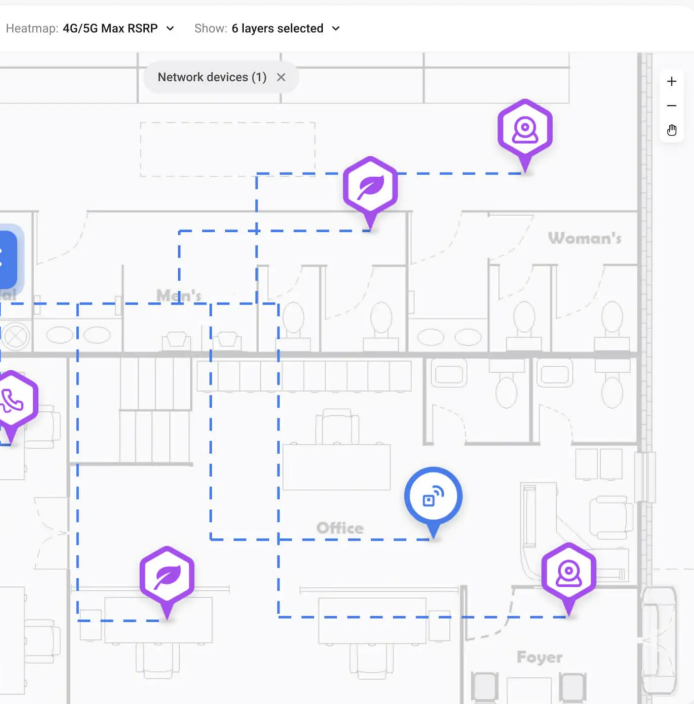 Heatmap: 4G/5G Max RSRP Show: 6 layers selected
Network devices (1)
Woman's
Men's
Office
Foyer